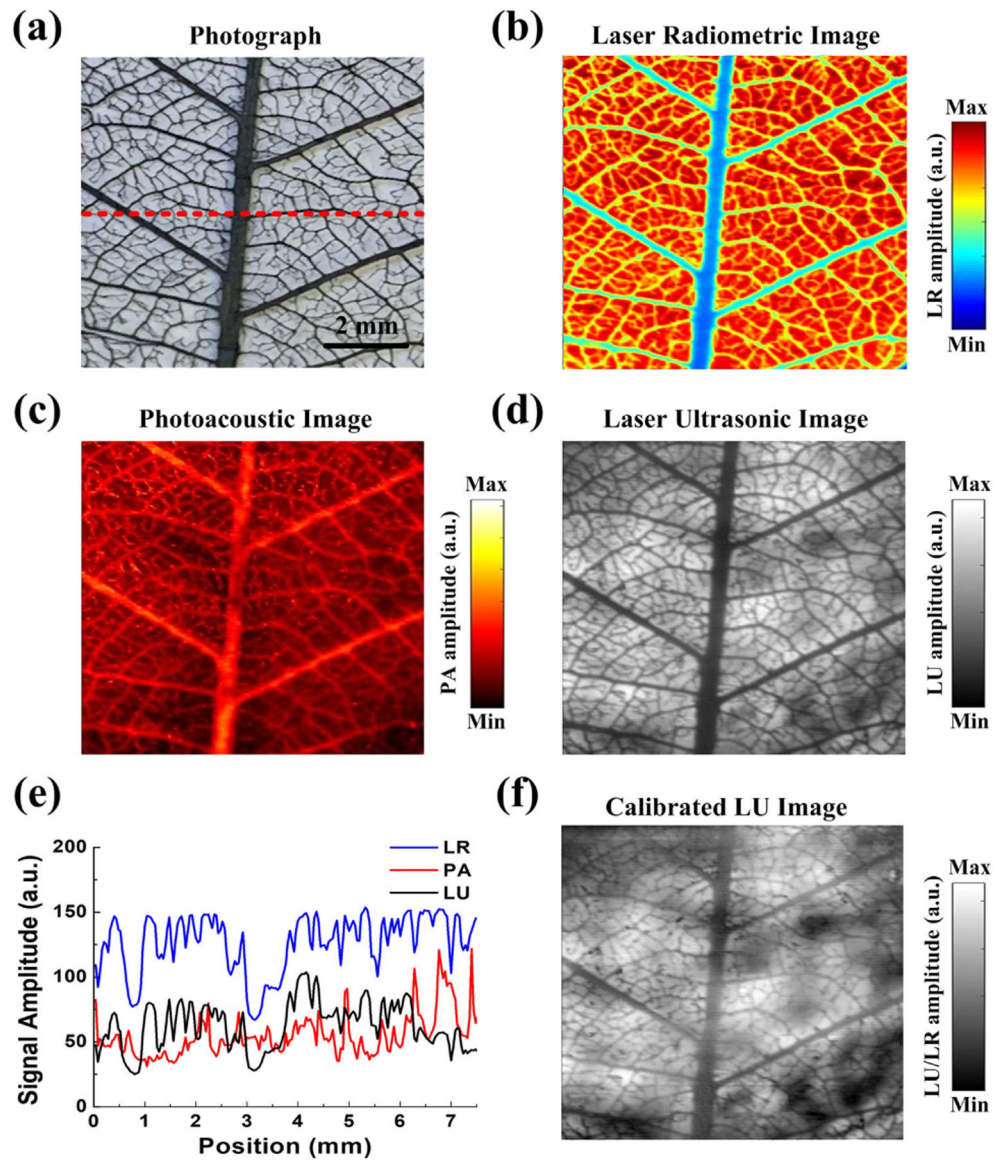 (a)
Photograph
2 mm
(b)
Laser Radiometric Image
Max
LR amplitude (a.u.)
Min
(c)
Photoacoustic Image
Max
PA amplitude (a.u.)
Min
(d)
Laser Ultrasonic Image
Max
LU amplitude (a.u.)
Min
(e)
Signal Amplitude (a.u.)
200
150
100
50
0
LR
PA
LU
0 1 2 3 4 5 6 7
Position (mm)
(f)
Calibrated LU Image
Max
LU/LR amplitude (a.u.)
Min